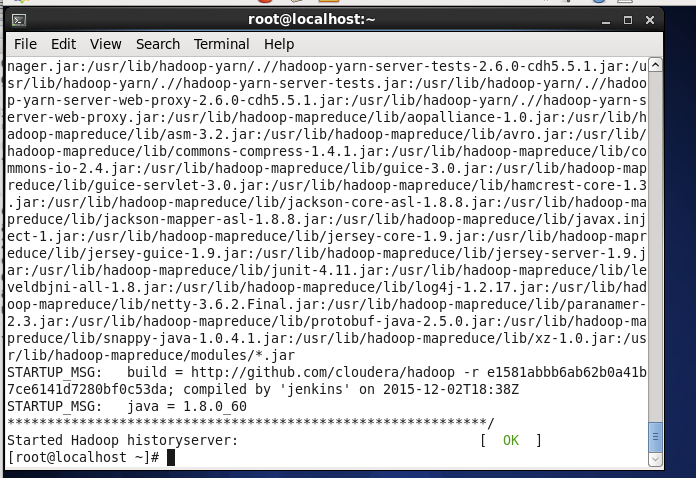 root@localhost:~
File Edit View Search Terminal Help
nager.jar:/usr/lib/hadoop-yarn/.//hadoop-yarn-server-tests-2.6.0-cdh5.5.1.jar:/u
sr/lib/hadoop-yarn/.//hadoop-yarn-server-tests.jar:/usr/lib/hadoop-yarn/.//hadoo
p-yarn-server-web-proxy-2.6.0-cdh5.5.1.jar:/usr/lib/hadoop-yarn/.//hadoop-yarn-s
erver-web-proxy.jar:/usr/lib/hadoop-mapreduce/lib/aopalliance-1.0.jar:/usr/lib/h
adoop-mapreduce/lib/asm-3.2.jar:/usr/lib/hadoop-mapreduce/lib/avro.jar:/usr/lib/
hadoop-mapreduce/lib/commons-compress-1.4.1.jar:/usr/lib/hadoop-mapreduce/lib/co
mmons-io-2.4.jar:/usr/lib/hadoop-mapreduce/lib/guice-3.0.jar:/usr/lib/hadoop-map
reduce/lib/guice-servlet-3.0.jar:/usr/lib/hadoop-mapreduce/lib/hamcrest-core-1.3
.jar:/usr/lib/hadoop-mapreduce/lib/jackson-core-asl-1.8.8.jar:/usr/lib/hadoop-ma
preduce/lib/jackson-mapper-asl-1.8.8.jar:/usr/lib/hadoop-mapreduce/lib/javax.inj
ect-1.jar:/usr/lib/hadoop-mapreduce/lib/jersey-core-1.9.jar:/usr/lib/hadoop-mapr
educe/lib/jersey-guice-1.9.jar:/usr/lib/hadoop-mapreduce/lib/jersey-server-1.9.j
ar:/usr/lib/hadoop-mapreduce/lib/junit-4.11.jar:/usr/lib/hadoop-mapreduce/lib/le
veldbjni-all-1.8.jar:/usr/lib/hadoop-mapreduce/lib/log4j-1.2.17.jar:/usr/lib/had
oop-mapreduce/lib/netty-3.6.2.Final.jar:/usr/lib/hadoop-mapreduce/lib/paranamer-
2.3.jar:/usr/lib/hadoop-mapreduce/lib/protobuf-java-2.5.0.jar:/usr/lib/hadoop-ma
preduce/lib/snappy-java-1.0.4.1.jar:/usr/lib/hadoop-mapreduce/lib/xz-1.0.jar:/us
r/lib/hadoop-mapreduce/modules/*.jar
STARTUP_MSG:   build = http://github.com/cloudera/hadoop -r e1581abbb6ab62b0a41b
7ce6141d7280bf0c53da; compiled by 'jenkins' on 2015-12-02T18:38Z
STARTUP_MSG:   java = 1.8.0_60
************************************************************/
Started Hadoop historyserver:                              [  OK  ]
[root@localhost ~]#